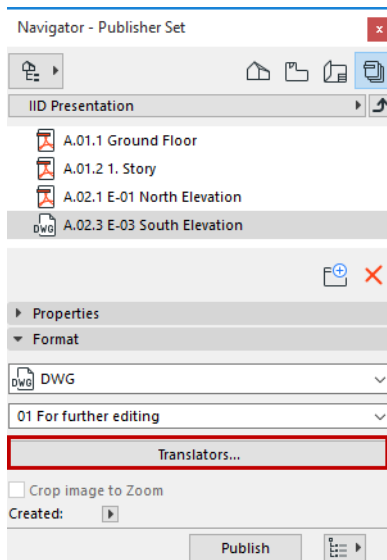 Navigator - Publisher Set
x
IID Presentation
A.01.1 Ground Floor
A.01.2 1. Story
A.02.1 E-01 North Elevation
DWG A.02.3 E-03 South Elevation
Properties
Format
DWG DWG
01 For further editing
Translators...
Crop image to Zoom
Created:
Publish